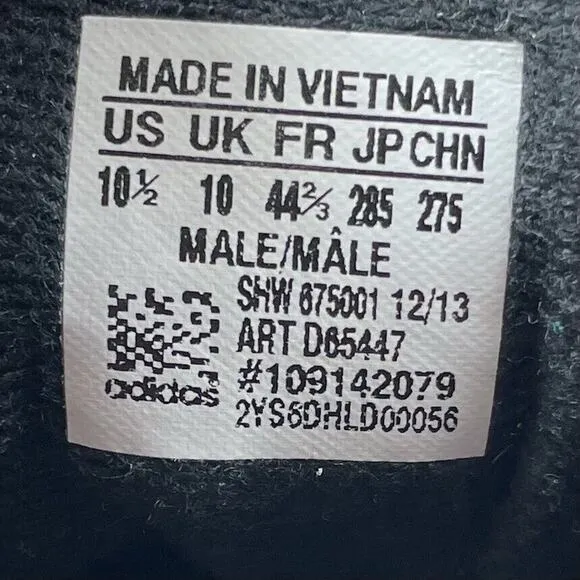 MADE IN VIETNAM
US UK FR JP CHN
10½ 10 44⅔ 285 275
MALE/MÂLE
SHW 675001 12/13
ART D65447
#109142079
2YS6DHLD00056
adidas